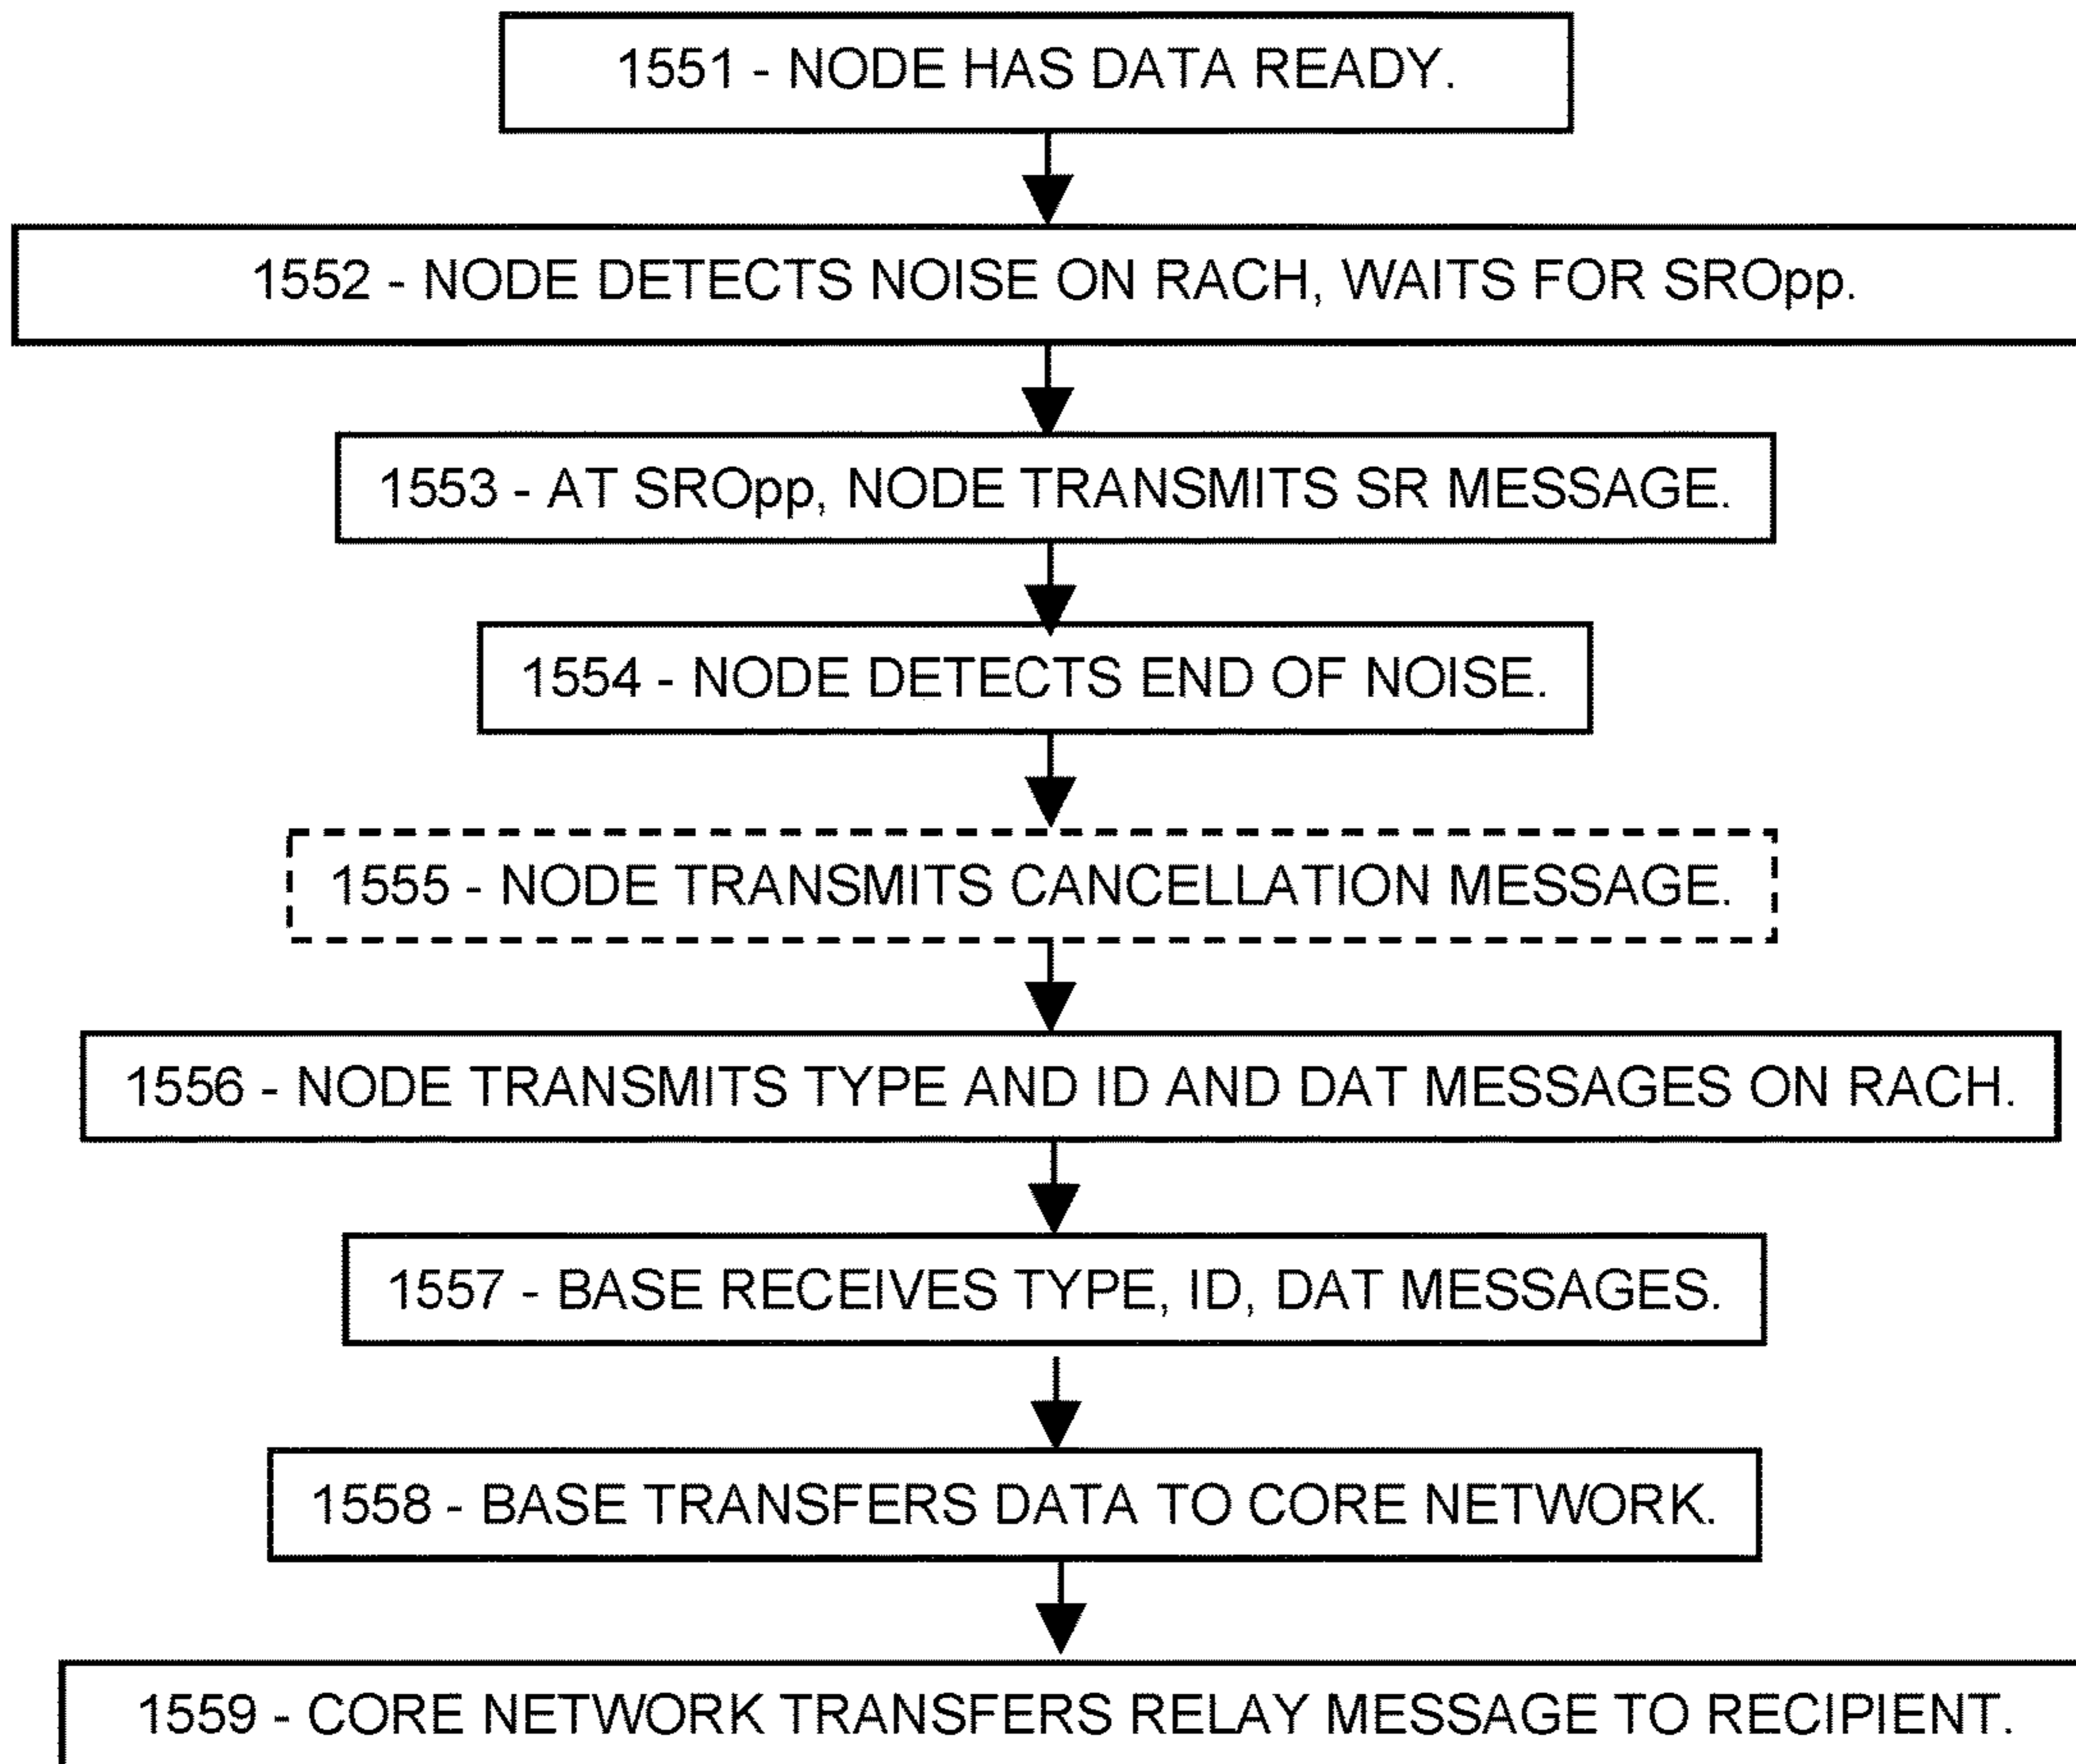 1551 - NODE HAS DATA READY.
1552 - NODE DETECTS NOISE ON RACH, WAITS FOR SROpp.
1553 - AT SROpp, NODE TRANSMITS SR MESSAGE.
1554 - NODE DETECTS END OF NOISE.
1555 - NODE TRANSMITS CANCELLATION MESSAGE.
1556 - NODE TRANSMITS TYPE AND ID AND DAT MESSAGES ON RACH.
1557 - BASE RECEIVES TYPE, ID, DAT MESSAGES.
1558 - BASE TRANSFERS DATA TO CORE NETWORK.
1559 - CORE NETWORK TRANSFERS RELAY MESSAGE TO RECIPIENT.